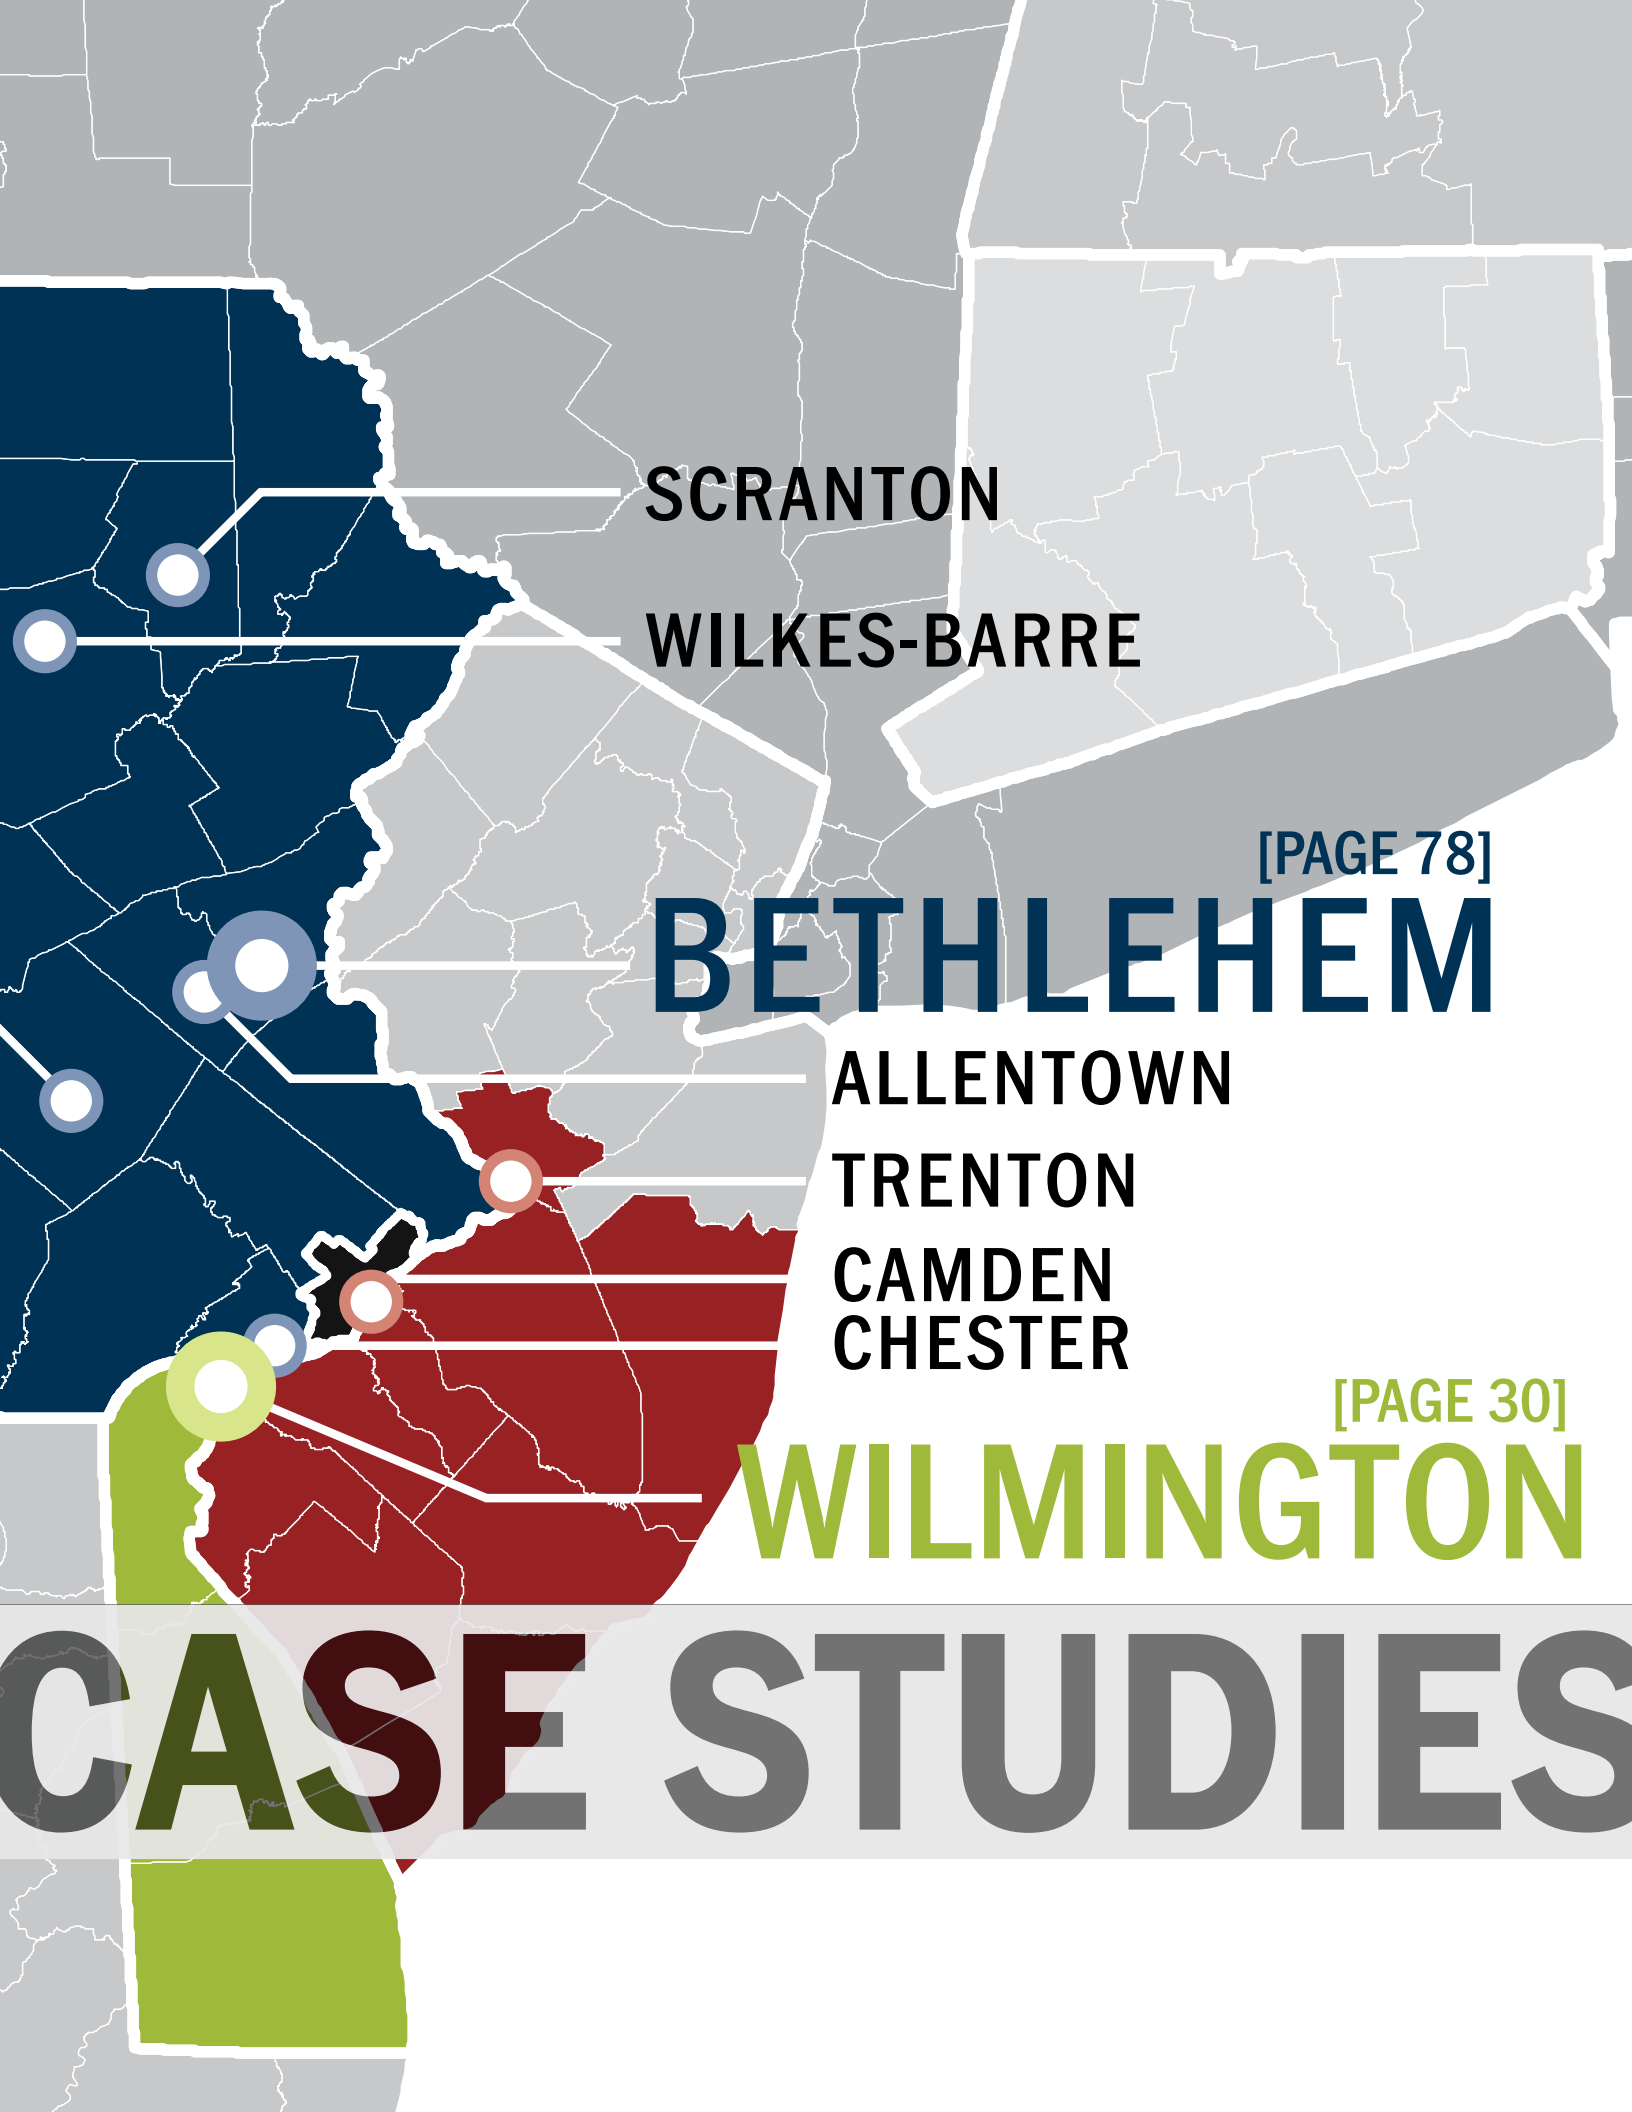 SCRANTON
WILKES-BARRE
[PAGE 78]
BETHLEHEM
ALLENTOWN
TRENTON
CAMDEN
CHESTER
[PAGE 30]
WILMINGTON
CASE STUDIES